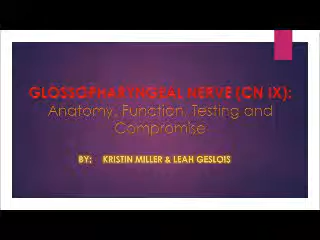 GLOSSOPHARYNGEAL NERVE (CN IX):
Anatomy, Function, Testing and
Compromise
BY: KRISTIN MILLER & LEAH GESLOIS